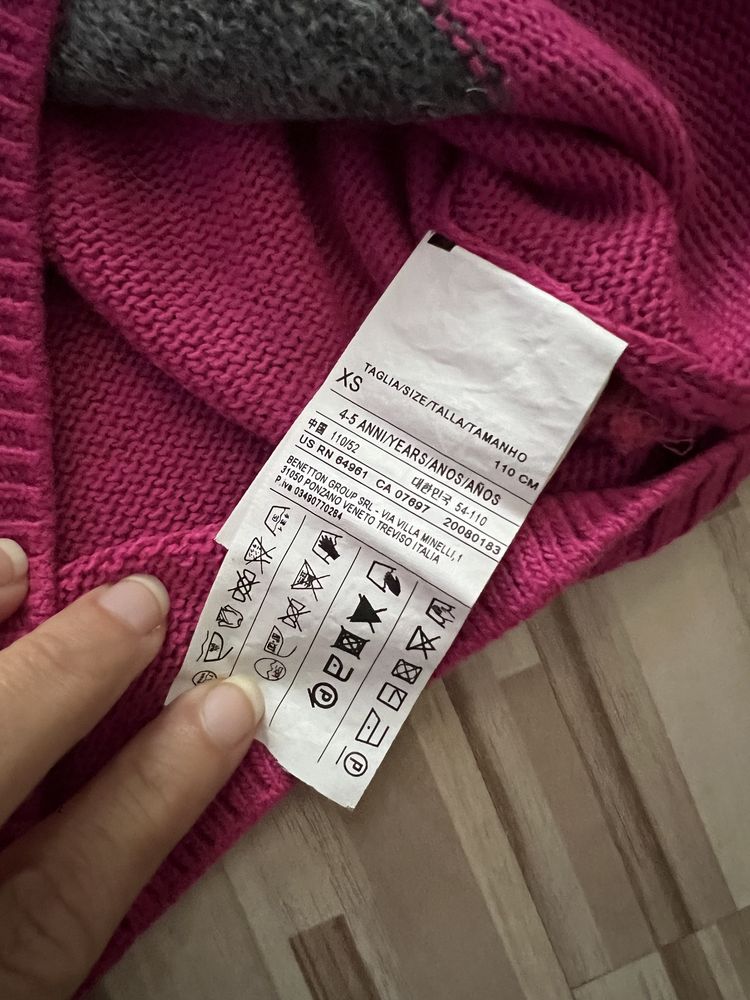 TAGLIA/SIZE/TALLA/TAMANHO
XS
110 CM
4-5 ANNI/YEARS/ANOS/AÑOS
中国 110/52 대한민국 54-110
US RN 64961 CA 07697 20080183
BENETTON GROUP SRL - VIA VILLA MINELLI,1
31050 PONZANO VENETO TREVISO ITALIA
P.iva 03490770264
P
P